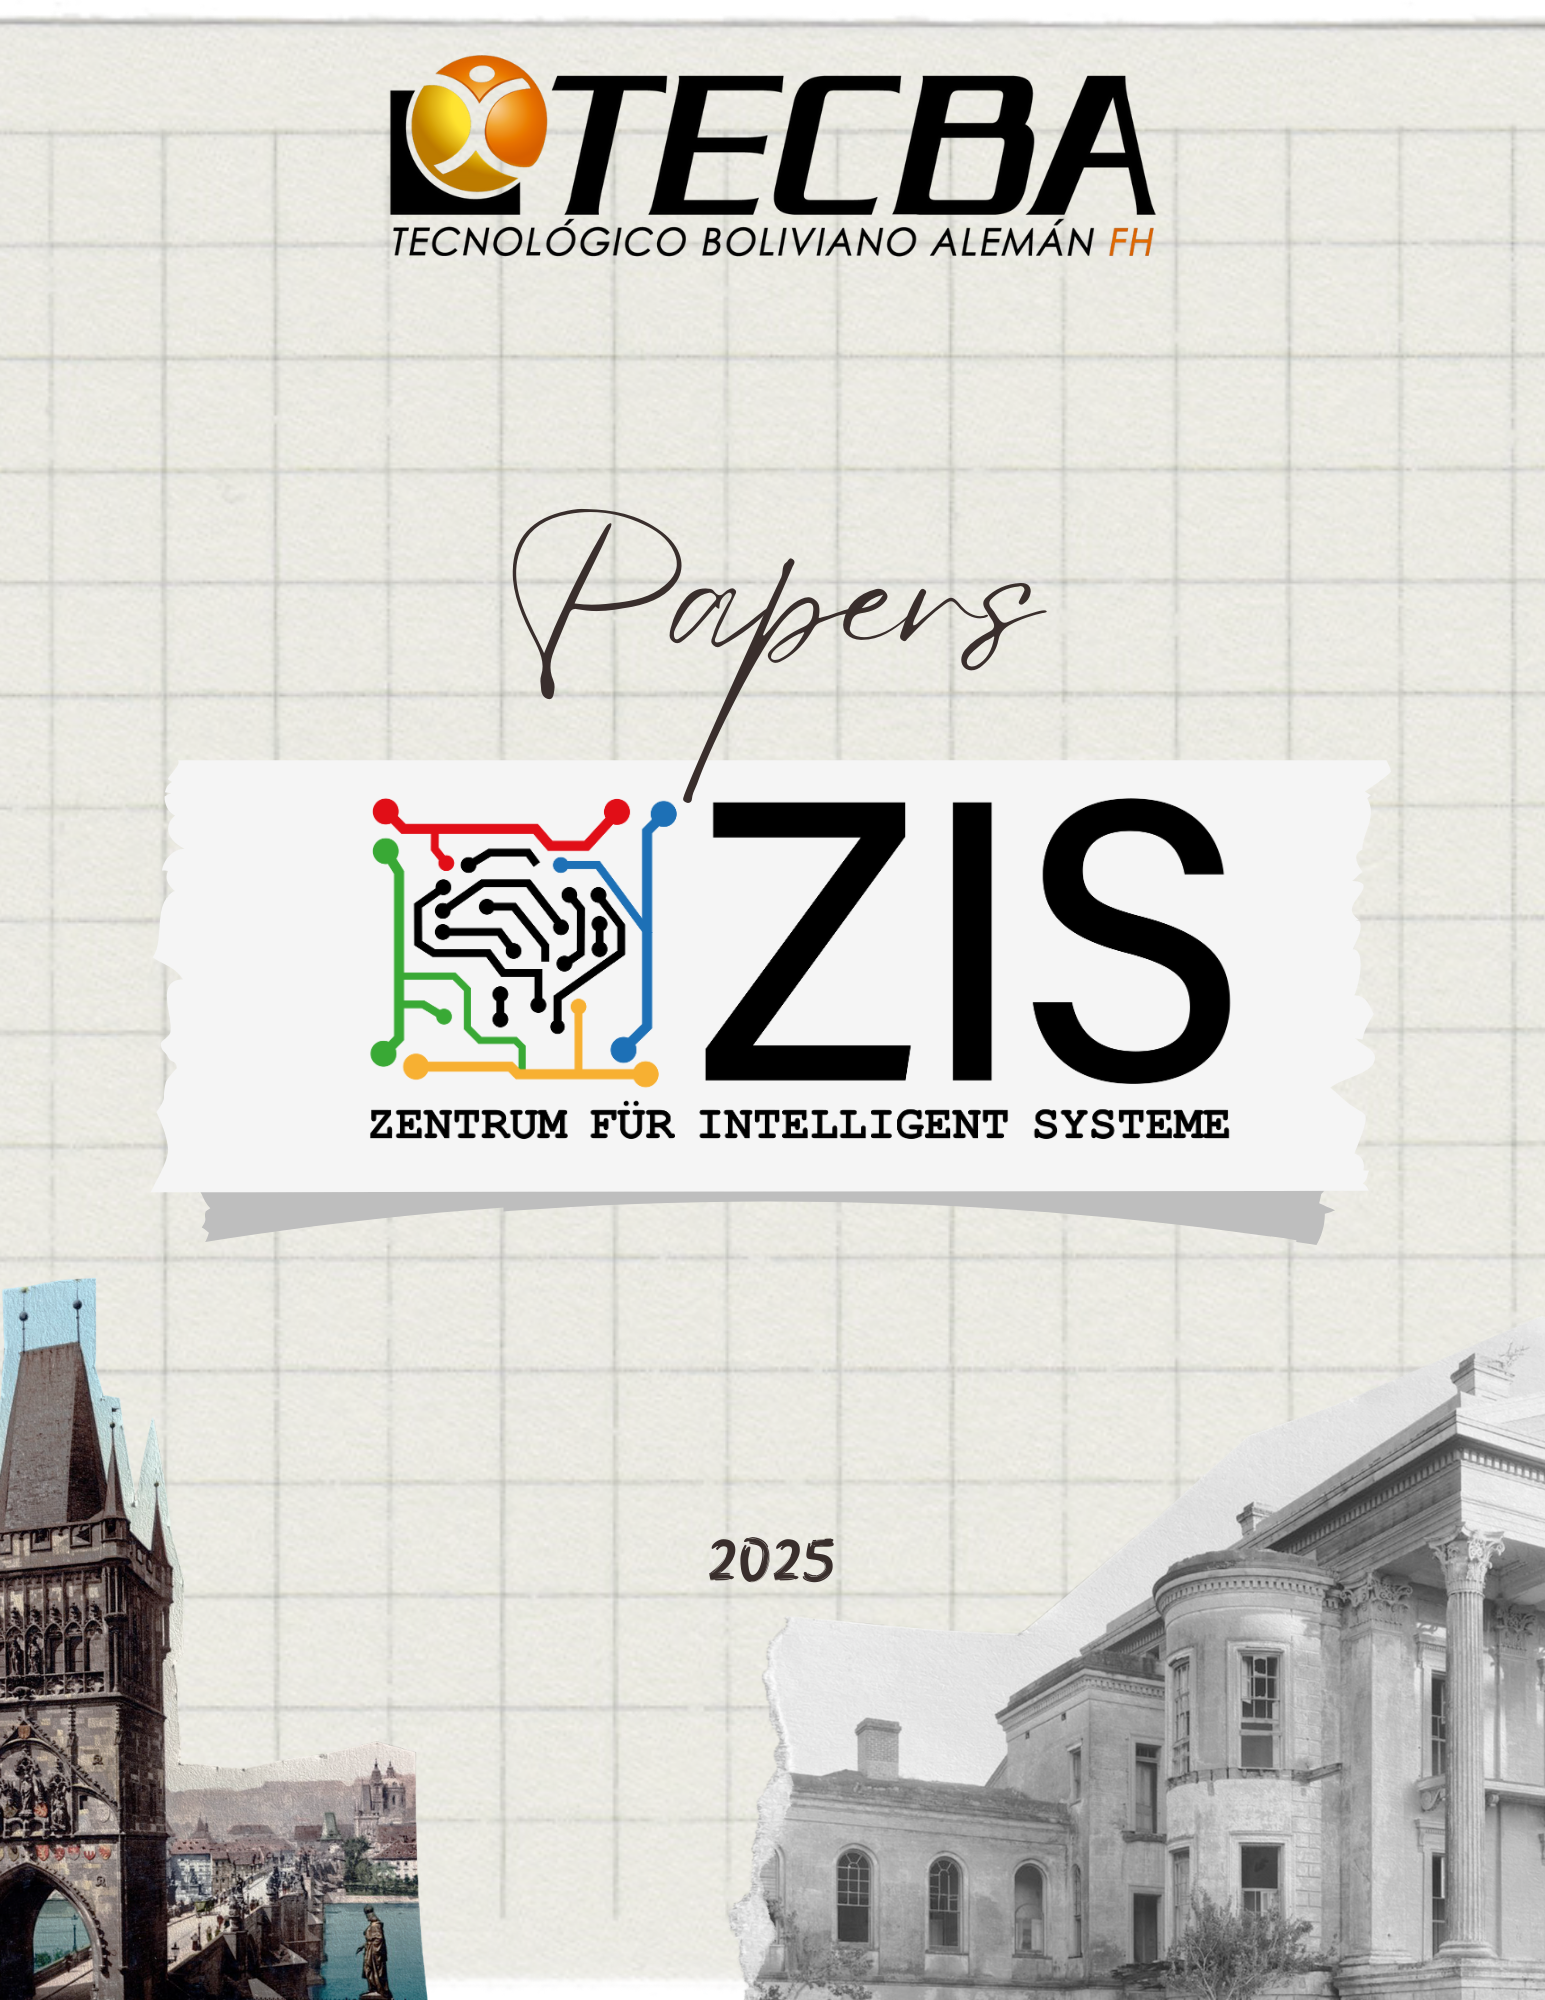 TECBA
TECNOLÓGICO BOLIVIANO ALEMÁN FH
Papers
ZIS
ZENTRUM FÜR INTELLIGENT SYSTEME
2025